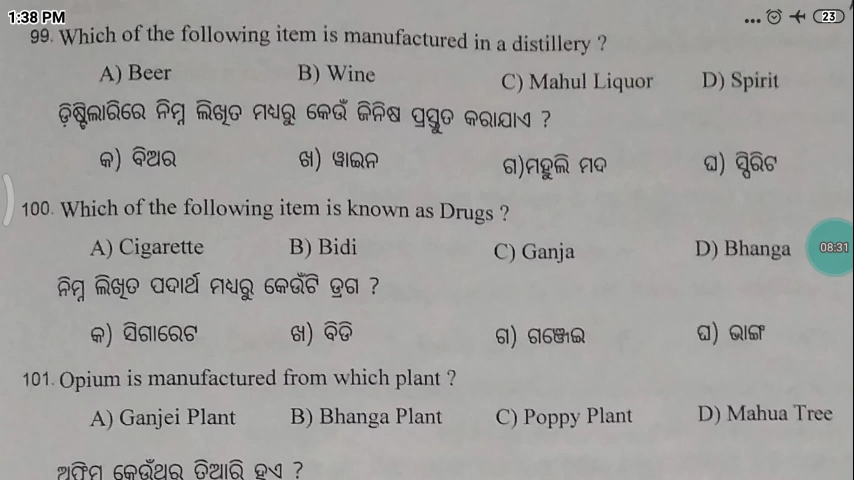 1:38 PM
23
99. Which of the following item is manufactured in a distillery ?
A) Beer B) Wine C) Mahul Liquor D) Spirit
ଡ଼ିଷ୍ଟିଲାରିରେ ନିମ୍ନ ଲିଖିତ ମଧ୍ୟରୁ କେଉଁ ଜିନିଷ ପ୍ରସ୍ତୁତ କରାଯାଏ ?
କ) ବିଅର ଖ) ୱାଇନ ଗ)ମହୁଲି ମଦ ଘ) ସ୍ପିରିଟ
100. Which of the following item is known as Drugs ?
A) Cigarette B) Bidi C) Ganja D) Bhanga
08:31
ନିମ୍ନ ଲିଖିତ ପଦାର୍ଥ ମଧ୍ୟରୁ କେଉଁଟି ଡ୍ରଗ ?
କ) ସିଗାରେଟ ଖ) ବିଡି ଗ) ଗଞ୍ଜେଇ ଘ) ଭାଙ୍ଗ
101. Opium is manufactured from which plant ?
A) Ganjei Plant B) Bhanga Plant C) Poppy Plant D) Mahua Tree
ଅଫିମ କେଉଁଥିରୁ ତିଆରି ହୁଏ ?